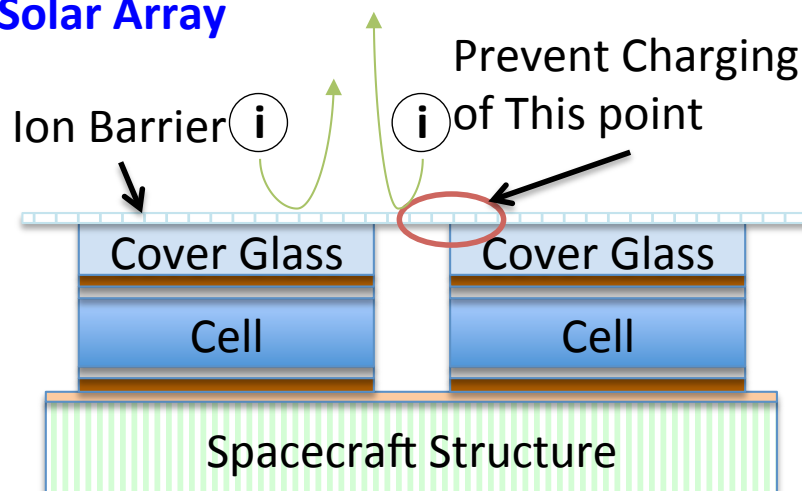 Solar Array
Prevent Charging
of This point
Ion Barrier
i
i
Cover Glass
Cover Glass
Cell
Cell
Spacecraft Structure